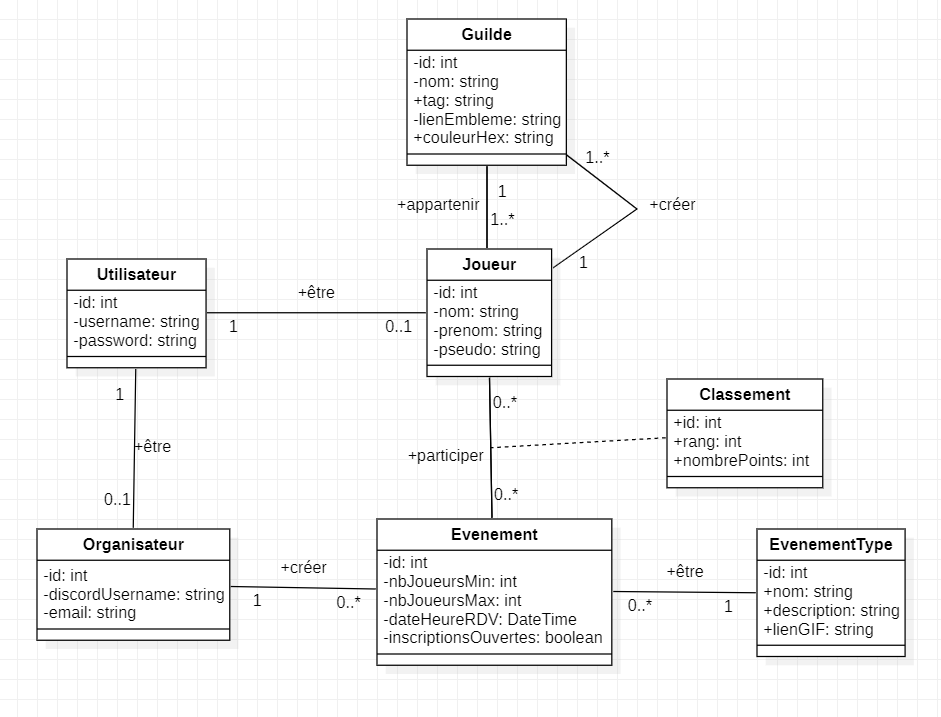 Guilde
-id: int
-nom: string
+tag: string
-lienEmbleme: string
+couleurHex: string
1..*
+appartenir
1
1..*
+créer
1
Utilisateur
-id: int
-username: string
-password: string
+être
1
0..1
Joueur
-id: int
-nom: string
-prenom: string
-pseudo: string
1
+être
0..1
0..*
+participer
0..*
Classement
+id: int
+rang: int
+nombrePoints: int
Organisateur
-id: int
-discordUsername: string
-email: string
+créer
1
0..*
Evenement
-id: int
-nbJoueursMin: int
-nbJoueursMax: int
-dateHeureRDV: DateTime
-inscriptionsOuvertes: boolean
+être
0..*
1
EvenementType
-id: int
+nom: string
+description: string
+lienGIF: string